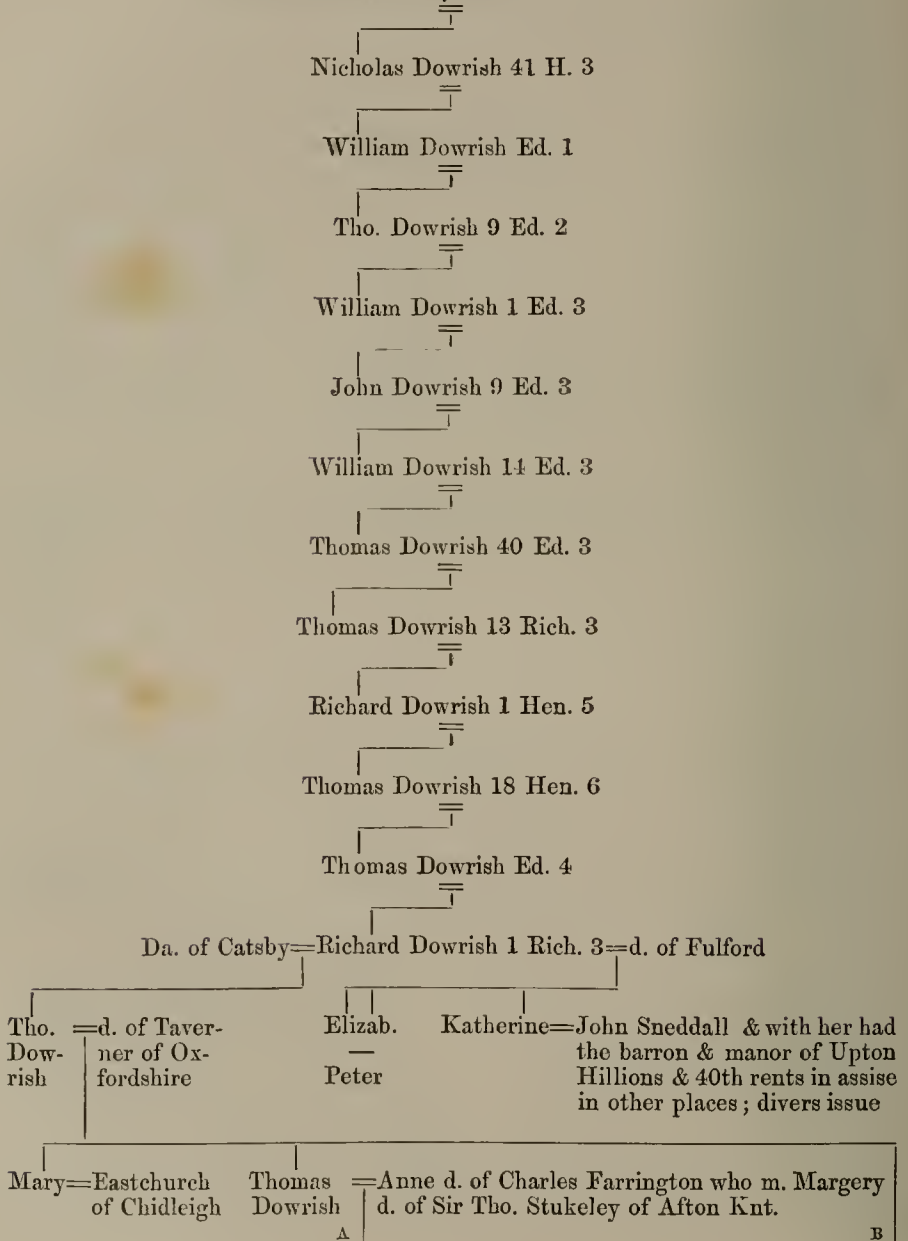 Nicholas Dowrish 41 H. 3
William Dowrish Ed. 1
Tho. Dowrish 9 Ed. 2
William Dowrish 1 Ed. 3
John Dowrish 9 Ed. 3
William Dowrish 14 Ed. 3
Thomas Dowrish 40 Ed. 3
Thomas Dowrish 13 Rich. 3
Richard Dowrish 1 Hen. 5
Thomas Dowrish 18 Hen. 6
Thomas Dowrish Ed. 4
Da. of Catsby=Richard Dowrish 1 Rich. 3=d. of Fulford
Tho. =d. of Taver-
Dow- ner of Ox-
rish fordshire
Elizab.
—
Peter
Katherine=John Sneddall & with her had
the barron & manor of Upton
Hillions & 40th rents in assise
in other places; divers issue
Mary=Eastchurch
of Chidleigh
Thomas =Anne d. of Charles Farrington who m. Margery
Dowrish d. of Sir Tho. Stukeley of Afton Knt.
A B